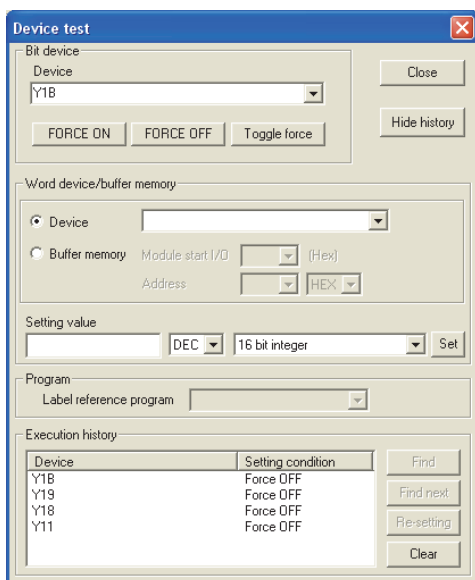 Device test
Bit device
Device
Close
Y1B
FORCE ON FORCE OFF Toggle force
Hide history
Word device/buffer memory
Device
Buffer memory Module start I/O (Hex)
Address HEX
Setting value
DEC 16 bit integer Set
Program
Label reference program
Execution history
Device Setting condition Find
Y1B Force OFF
Y19 Force OFF Find next
Y18 Force OFF
Y11 Force OFF Re-setting
Clear